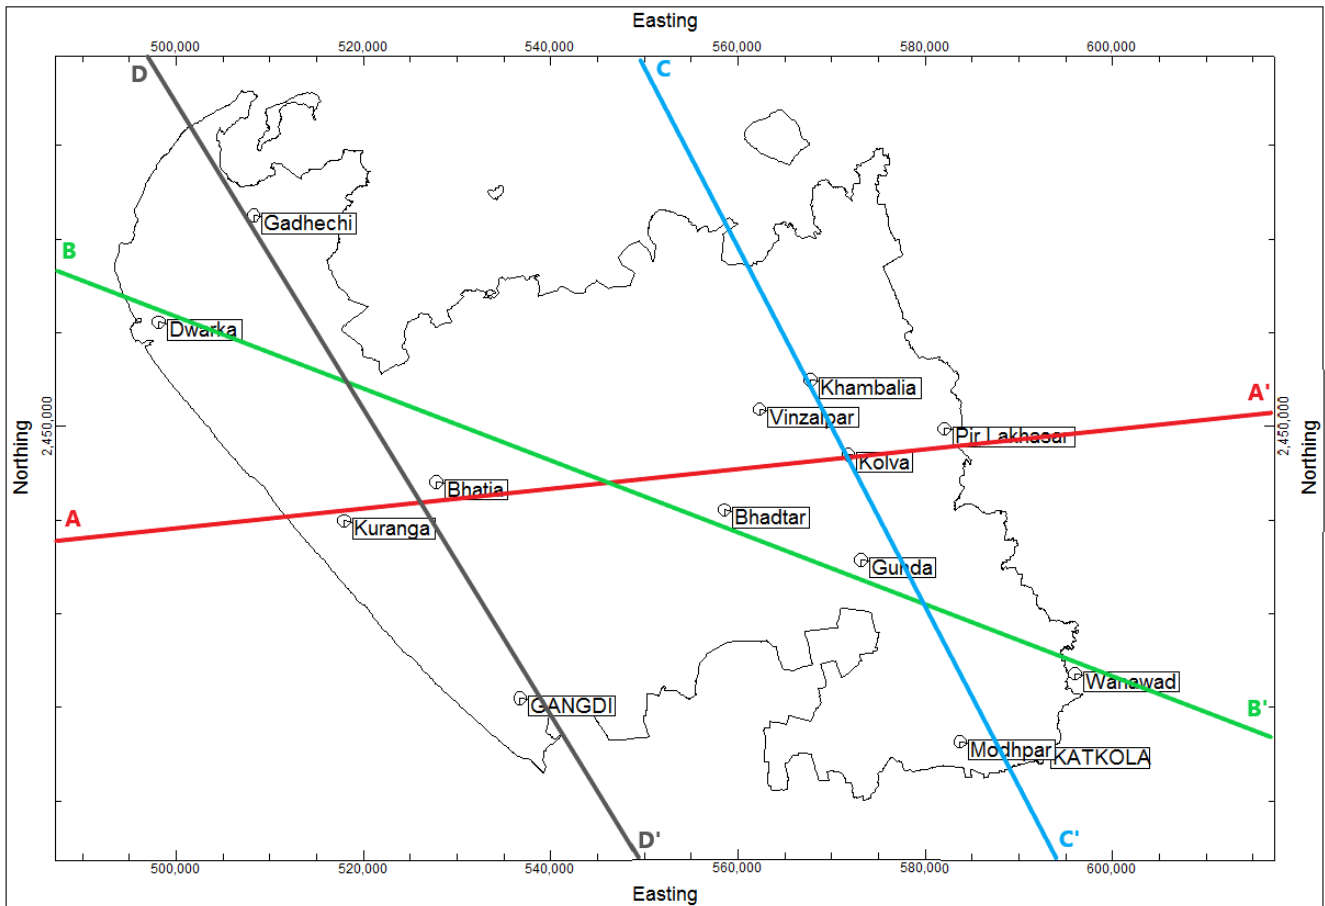 Easting
500,000
520,000
540,000
560,000
580,000
600,000
D
C
Gadhechi
B
Dwarka
Khambalia
A'
Vinzalpar
Pir Lakhasar
2,450,000
2,450,000
Northing
Northing
Kolva
Bhatia
A
Kuranga
Bhadtar
Gunda
Wanawad
B'
GANGDI
Modhpar
KATKOLA
D'
C'
500,000
520,000
540,000
560,000
580,000
600,000
Easting